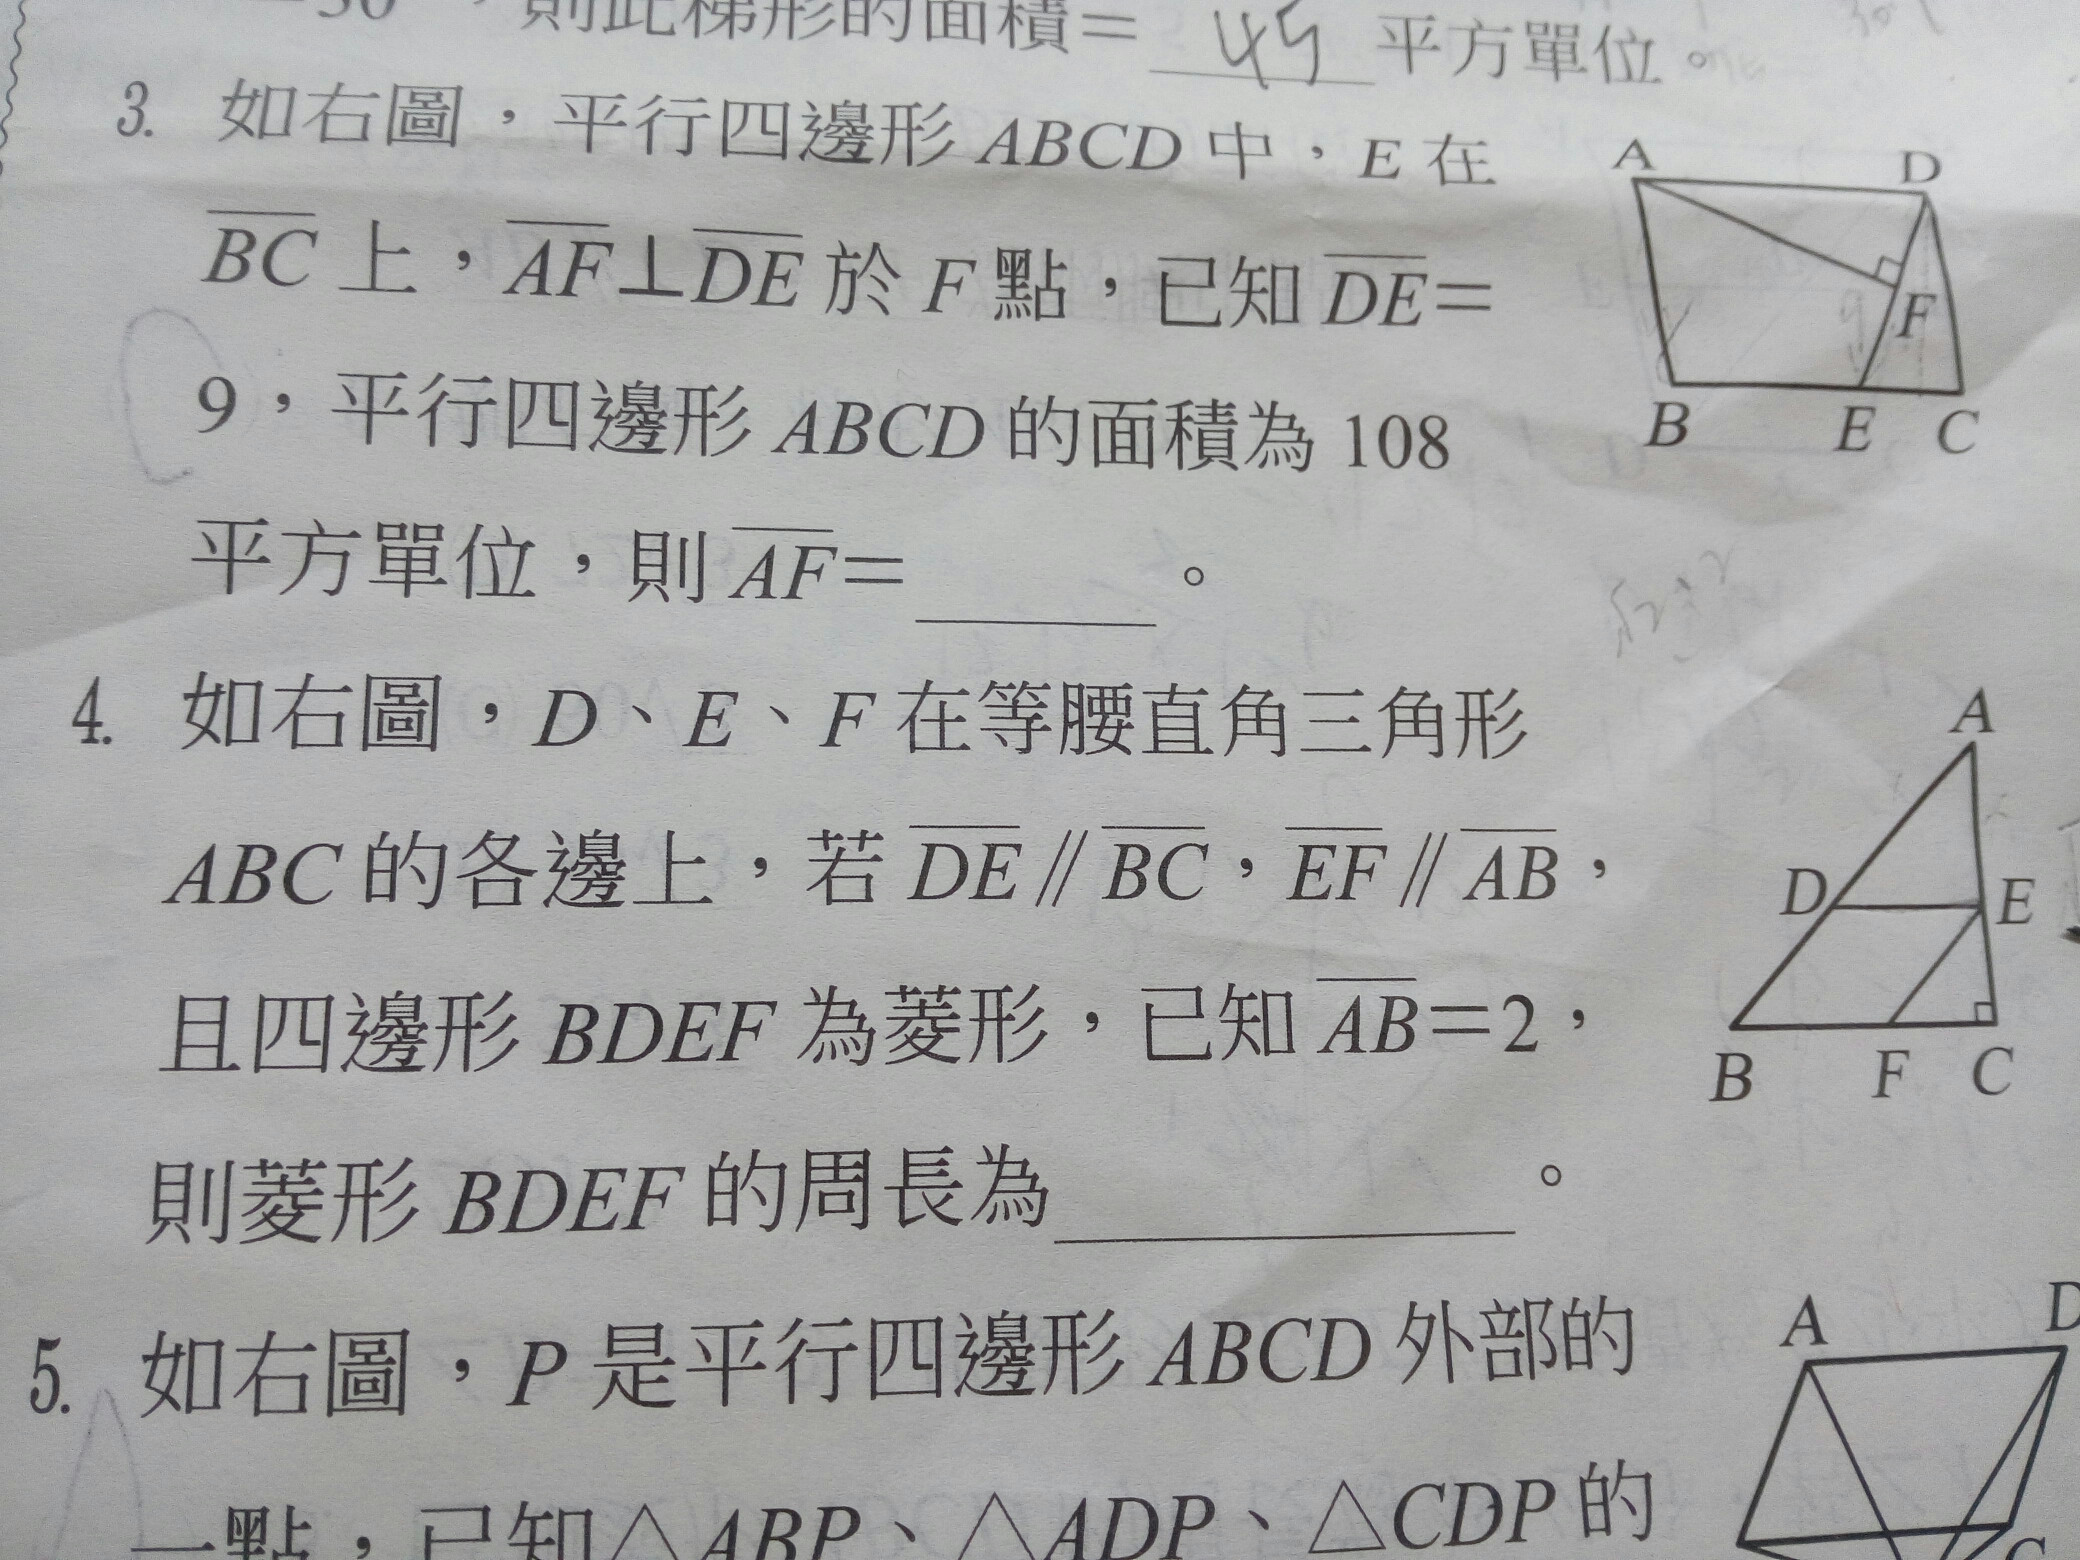 則此梯形的面積＝ 45 平方單位。
3. 如右圖，平行四邊形 ABCD 中，E 在
BC 上，AF⊥DE 於 F 點，已知 DE＝
9，平行四邊形 ABCD 的面積為 108
平方單位，則 AF＝______。
A D F B E C
4. 如右圖，D、E、F 在等腰直角三角形
ABC 的各邊上，若 DE∥BC，EF∥AB，
且四邊形 BDEF 為菱形，已知 AB＝2，
則菱形 BDEF 的周長為______。
A D E B F C
5. 如右圖，P 是平行四邊形 ABCD 外部的
一點，已知△ABP、△ADP、△CDP 的
A D C